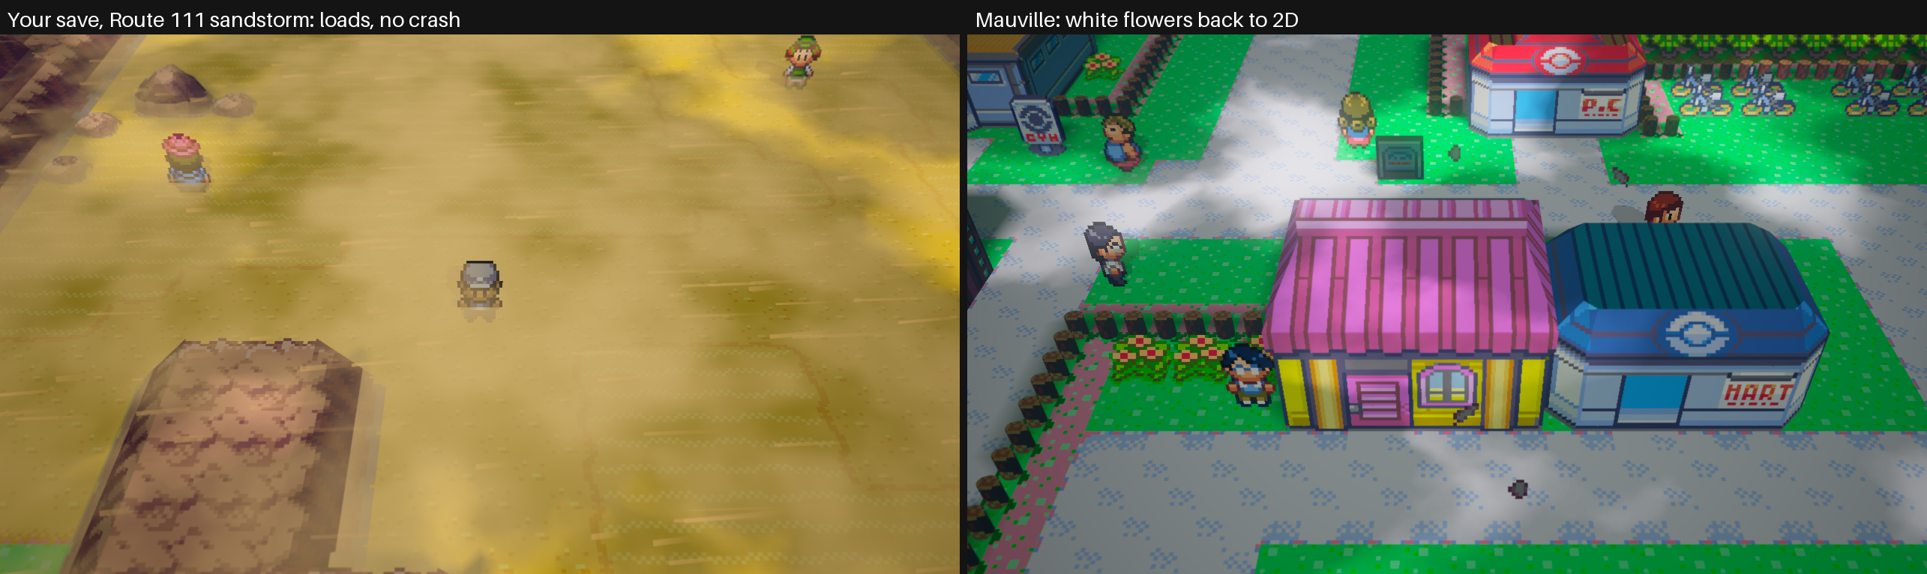 Your save, Route 111 sandstorm: loads, no crash
Mauville: white flowers back to 2D
P.C
GYM
MART